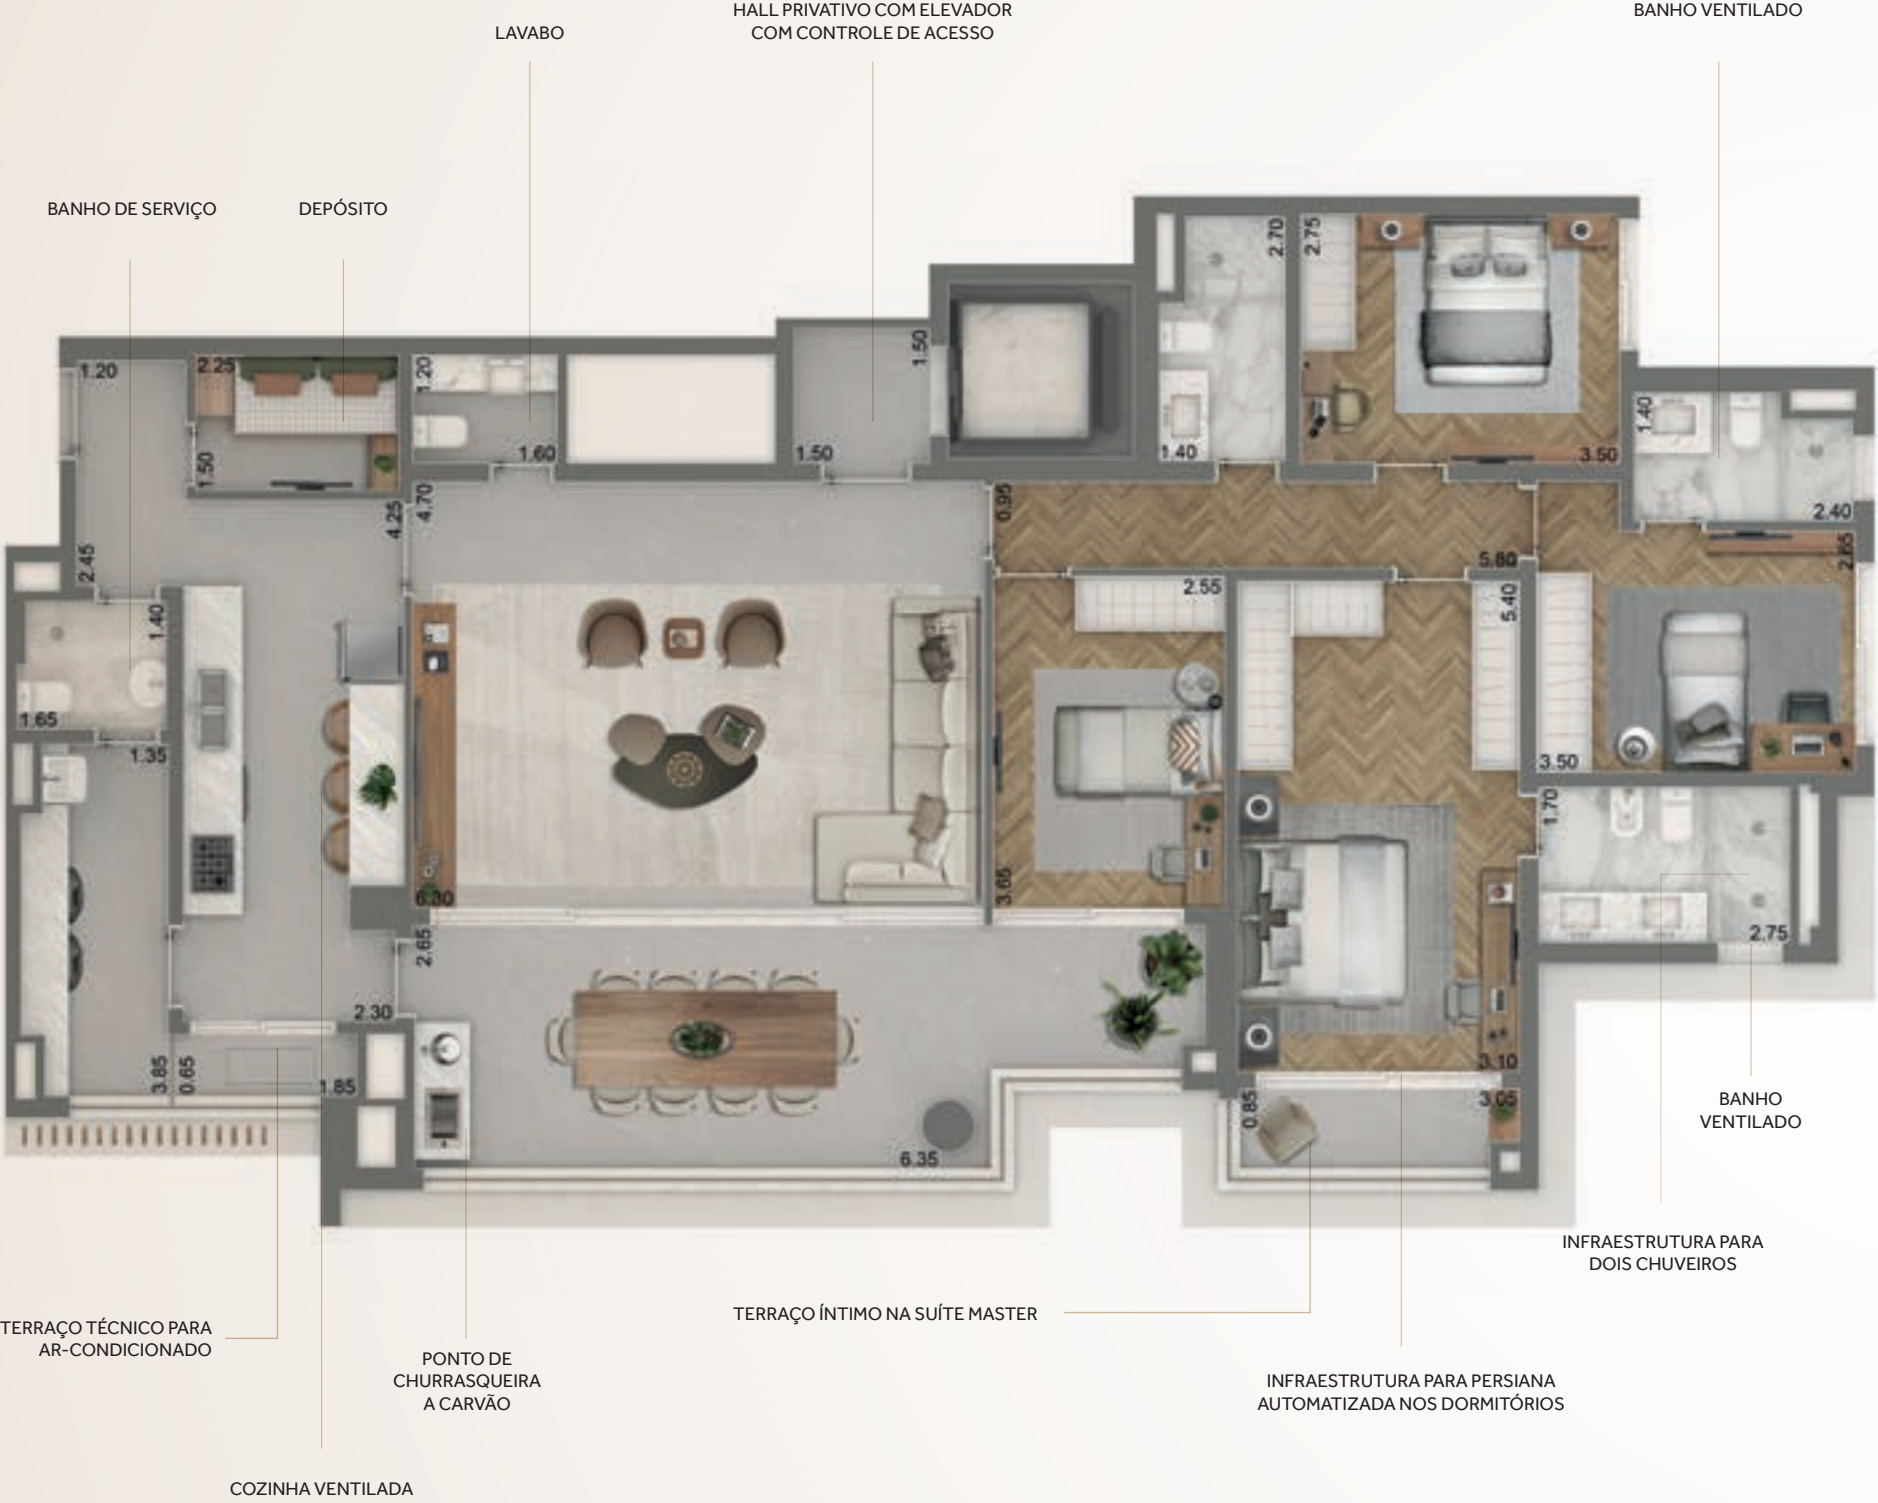 HALL PRIVATIVO COM ELEVADOR
COM CONTROLE DE ACESSO
BANHO VENTILADO
LAVABO
BANHO DE SERVIÇO
DEPÓSITO
2.70
2.75
1.50
1.20
2.25
1.20
1.40
1.50
1.60
1.50
1.40
3.50
2.40
4.25
4.70
0.95
2.45
5.80
2.65
1.40
2.55
5.40
1.65
1.35
3.50
1.70
6.30
3.65
2.65
2.75
2.30
3.85
0.65
1.85
3.10
0.85
3.05
6.35
BANHO
VENTILADO
INFRAESTRUTURA PARA
DOIS CHUVEIROS
TERRAÇO ÍNTIMO NA SUÍTE MASTER
TERRAÇO TÉCNICO PARA
AR-CONDICIONADO
PONTO DE
CHURRASQUEIRA
A CARVÃO
INFRAESTRUTURA PARA PERSIANA
AUTOMATIZADA NOS DORMITÓRIOS
COZINHA VENTILADA